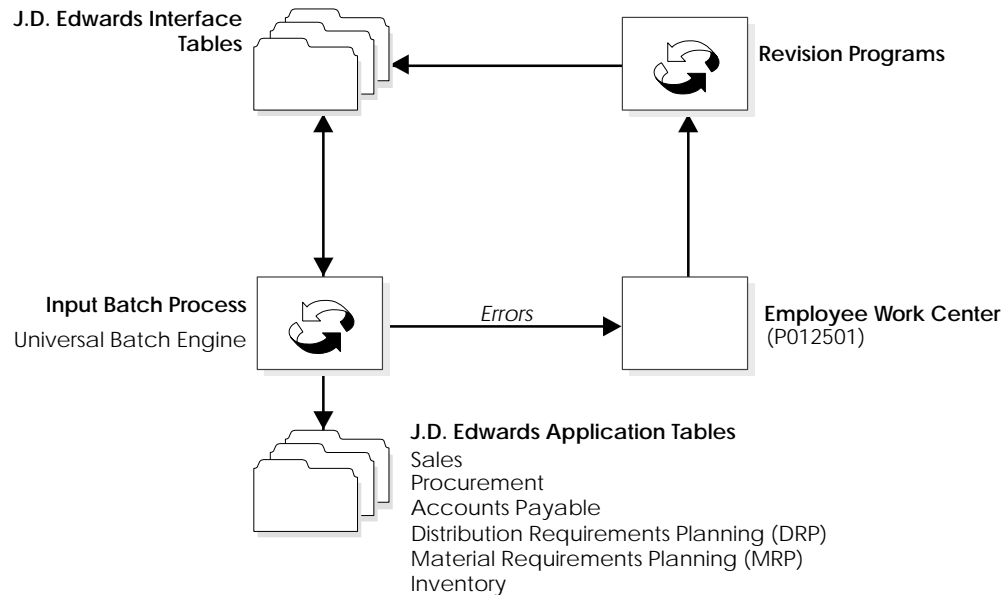 J.D. Edwards Interface
Tables
Revision Programs
Input Batch Process
Universal Batch Engine
Errors
Employee Work Center
(P012501)
J.D. Edwards Application Tables
Sales
Procurement
Accounts Payable
Distribution Requirements Planning (DRP)
Material Requirements Planning (MRP)
Inventory